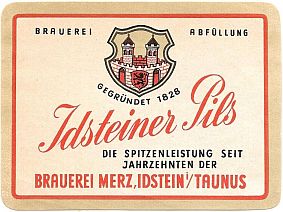 BRAUEREI ABFÜLLUNG
GEGRÜNDET 1828
Idsteiner Pils
DIE SPITZENLEISTUNG SEIT
JAHRZEHNTEN DER
BRAUEREI MERZ, IDSTEIN i/TAUNUS